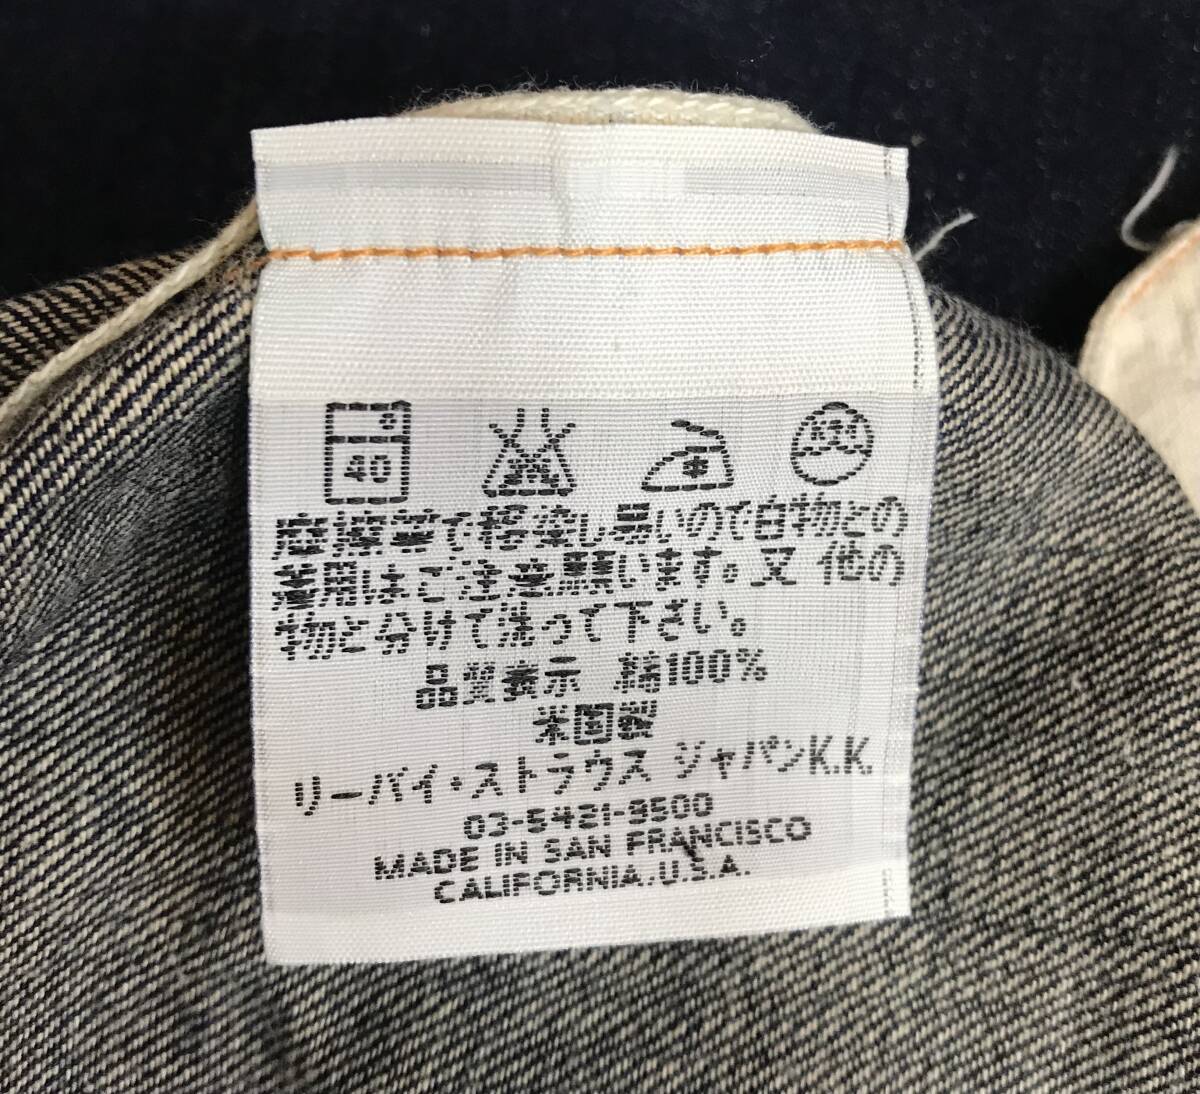 40
摩擦等で移染し易いので白物との
着用はご注意願います。又 他の
物と分けて洗って下さい。
品質表示 綿100%
米国製
リーバイ・ストラウス ジャパンK.K.
03-5421-9500
MADE IN SAN FRANCISCO
CALIFORNIA.U.S.A.